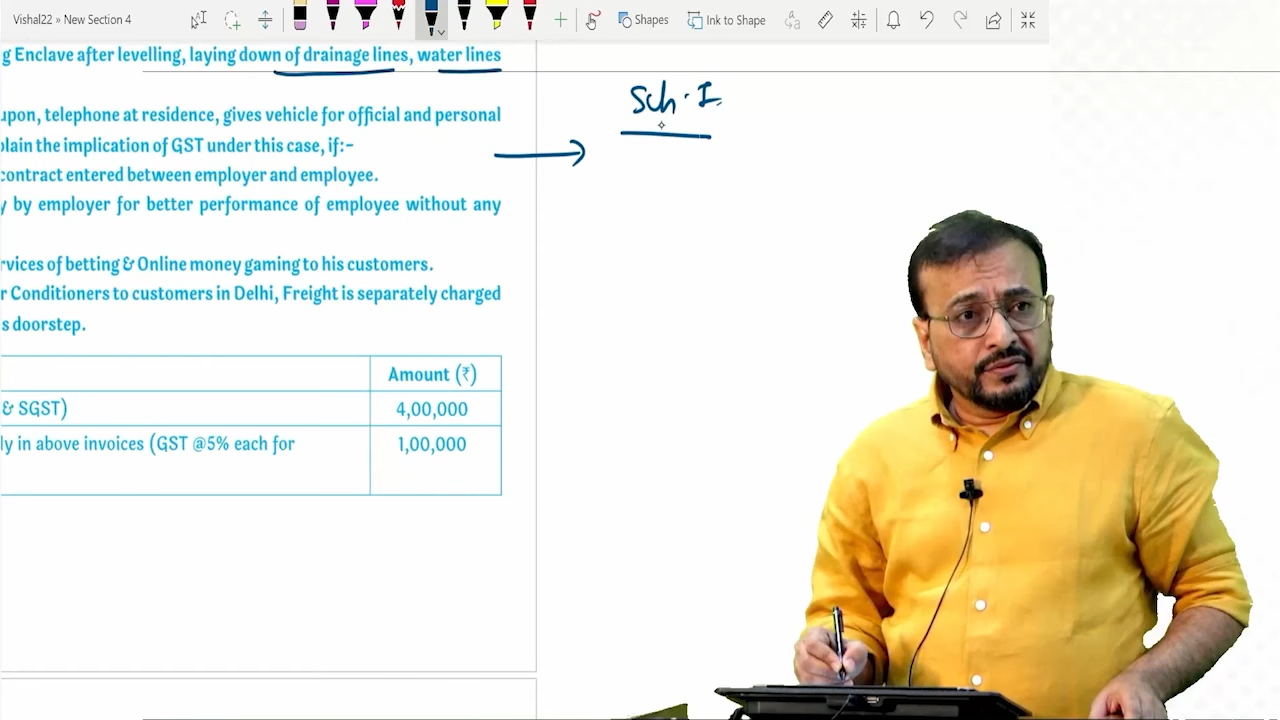 Vishal22 » New Section 4
Shapes
Ink to Shape
g Enclave after levelling, laying down of drainage lines, water lines
Sch. I
upon, telephone at residence, gives vehicle for official and personal
plain the implication of GST under this case, if:-
contract entered between employer and employee.
y by employer for better performance of employee without any
rvices of betting & Online money gaming to his customers.
r Conditioners to customers in Delhi, Freight is separately charged
s doorstep.
Amount (₹)
& SGST) 4,00,000
ly in above invoices (GST @5% each for 1,00,000